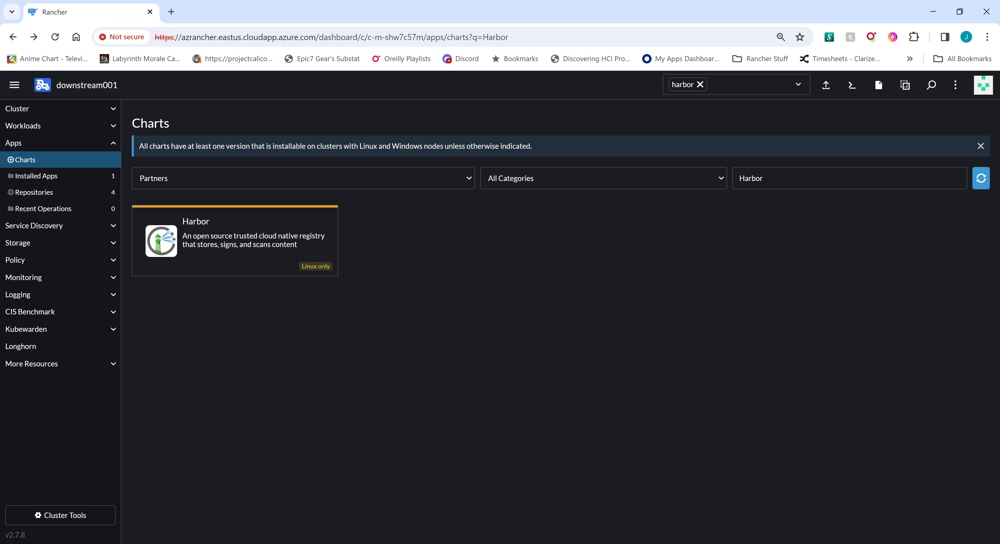 Rancher
Not secure
https://azrancher.eastus.cloudapp.azure.com/dashboard/c/c-m-shw7c57m/apps/charts?q=Harbor
J
Anime Chart - Televi...
E7X
Labyrinth Morale Ca...
https://projectcalico...
Epic7 Gear's Substat
Oreilly Playlists
Discord
Bookmarks
Discovering HCI Pro...
My Apps Dashboar...
Rancher Stuff
Timesheets - Clarize...
All Bookmarks
downstream001
harbor
Cluster
Workloads
Apps
Charts
Installed Apps 1
Repositories 4
Recent Operations 0
Service Discovery
Storage
Policy
Monitoring
Logging
CIS Benchmark
Kubewarden
Longhorn
More Resources
Cluster Tools
v2.7.8
Charts
All charts have at least one version that is installable on clusters with Linux and Windows nodes unless otherwise indicated.
Partners
All Categories
Harbor
Harbor
An open source trusted cloud native registry
that stores, signs, and scans content
Linux only